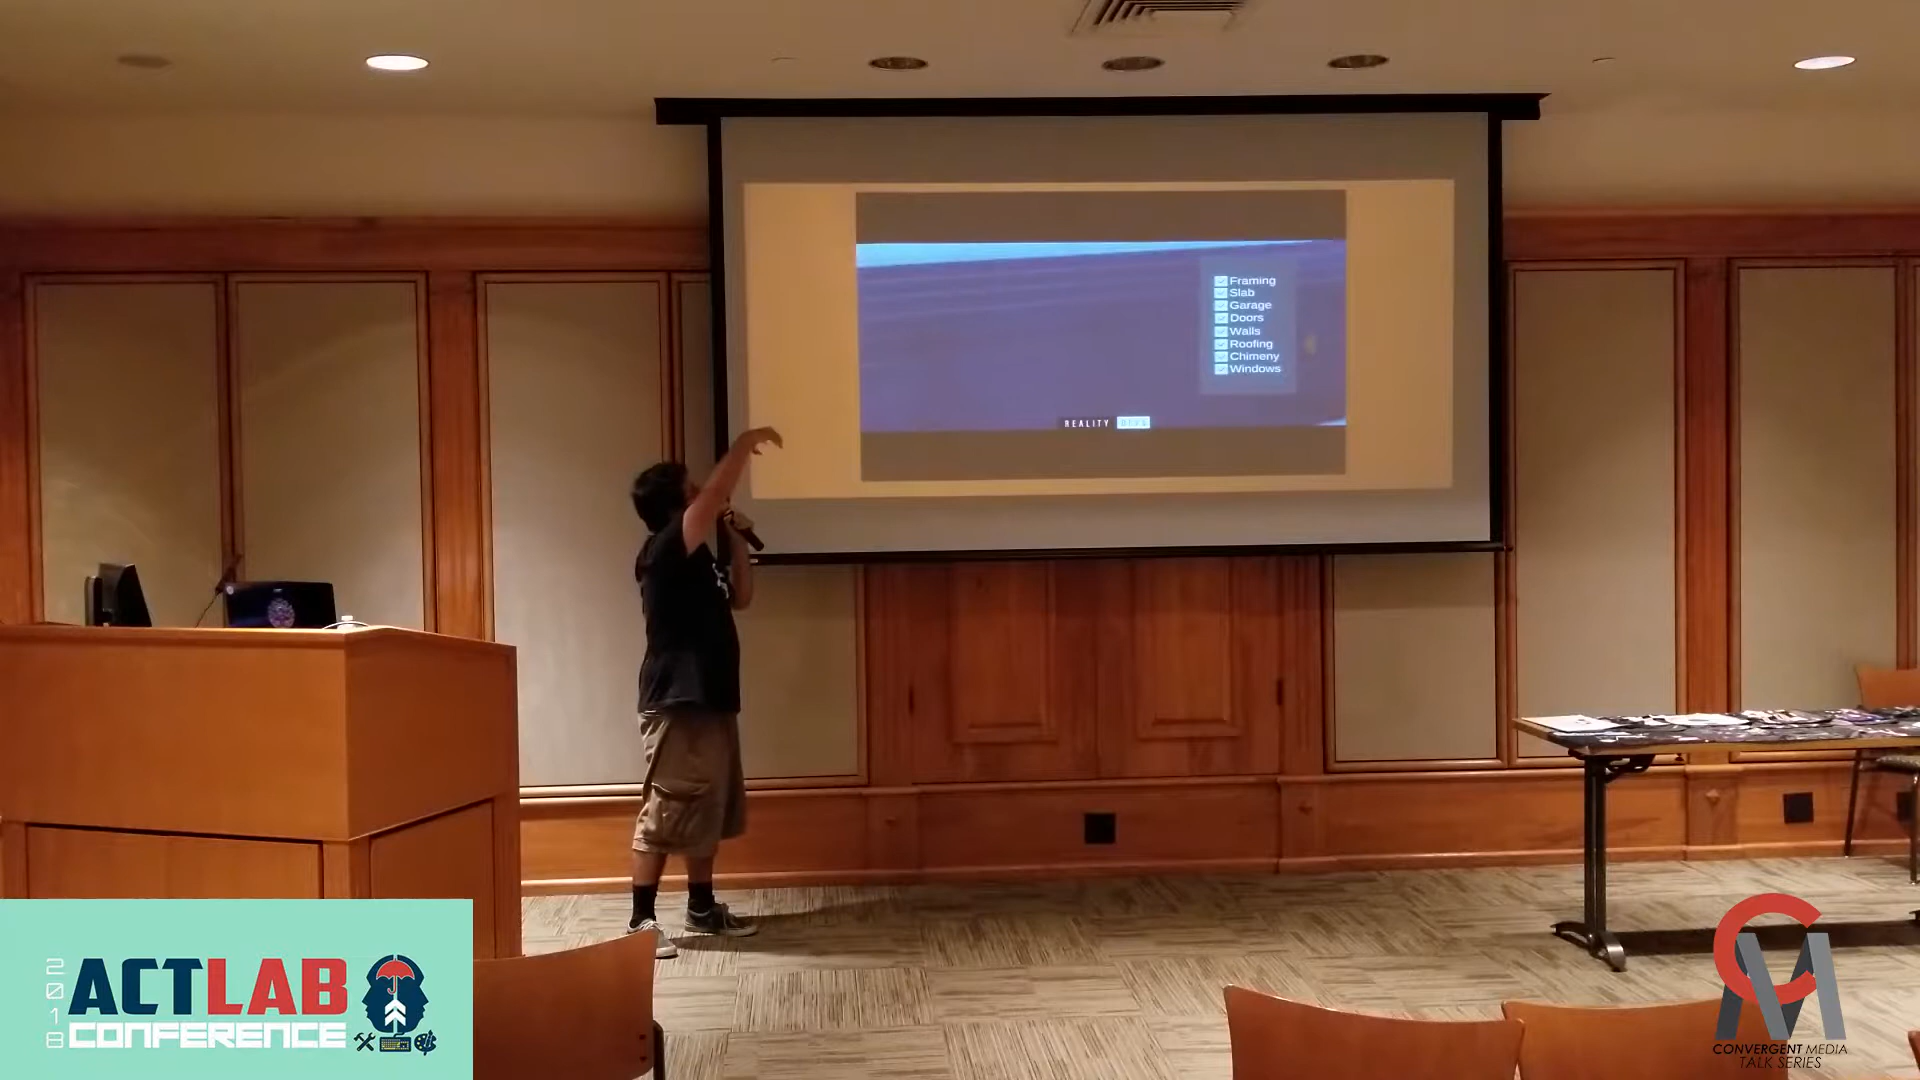 Framing
Slab
Garage
Doors
Walls
Roofing
Chimeny
Windows
REALITY
2018
ACTLAB
CONFERENCE
CONVERGENT MEDIA
TALK SERIES